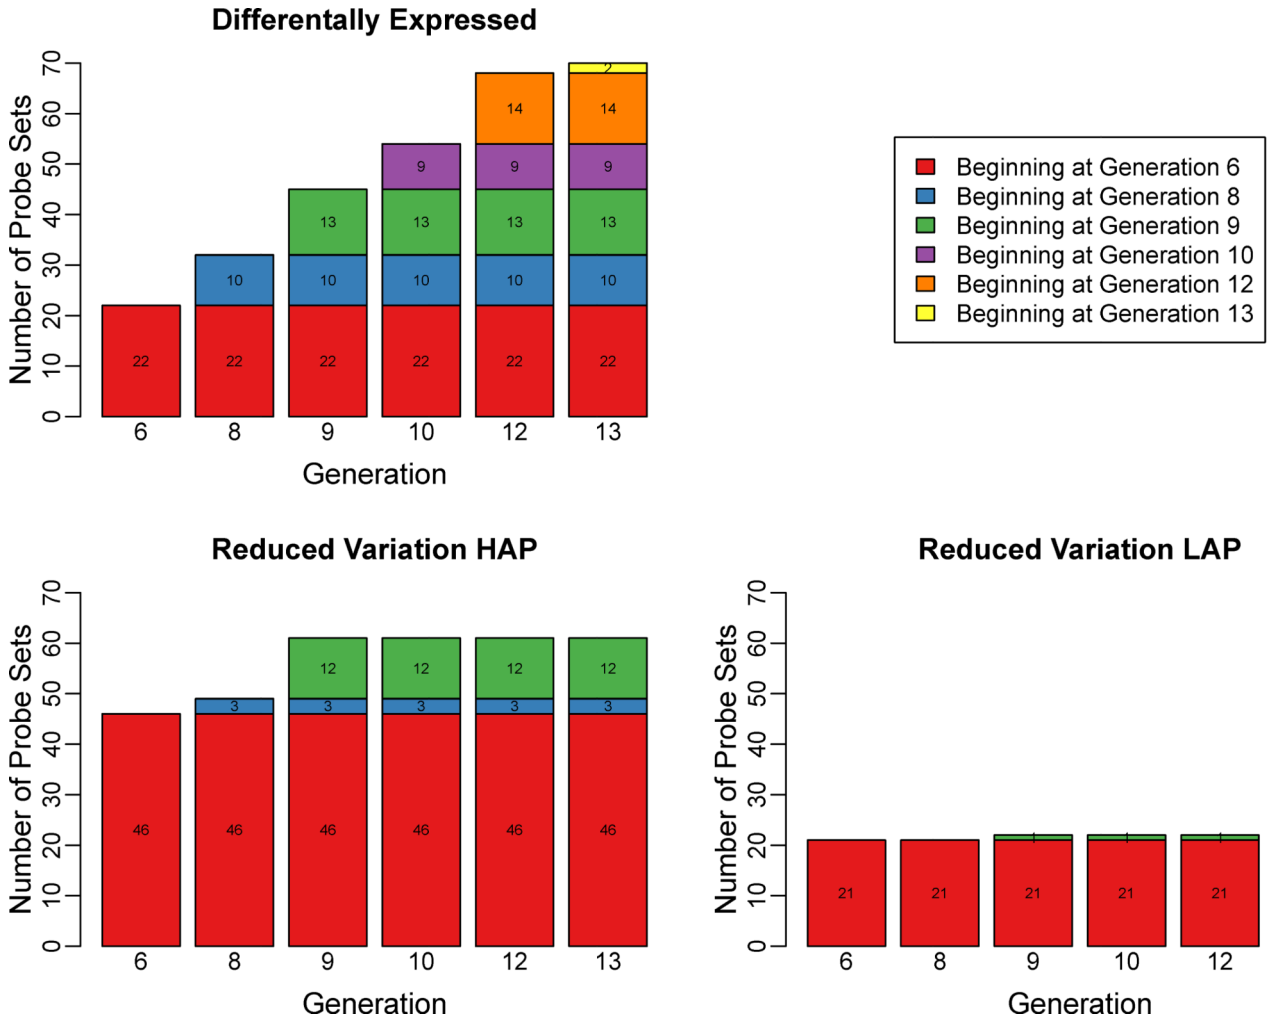 Differentally Expressed
Number of Probe Sets
70
60
50
40
30
20
10
0
2
14 14
9 9 9
13 13 13 13
10 10 10 10 10
22 22 22 22 22 22
6 8 9 10 12 13
Generation
Beginning at Generation 6
Beginning at Generation 8
Beginning at Generation 9
Beginning at Generation 10
Beginning at Generation 12
Beginning at Generation 13
Reduced Variation HAP
Number of Probe Sets
70
60
50
40
30
20
10
0
12 12 12 12
3 3 3 3 3
46 46 46 46 46 46
6 8 9 10 12 13
Generation
Reduced Variation LAP
Number of Probe Sets
70
60
50
40
30
20
10
0
1 1 1
21 21 21 21 21
6 8 9 10 12
Generation